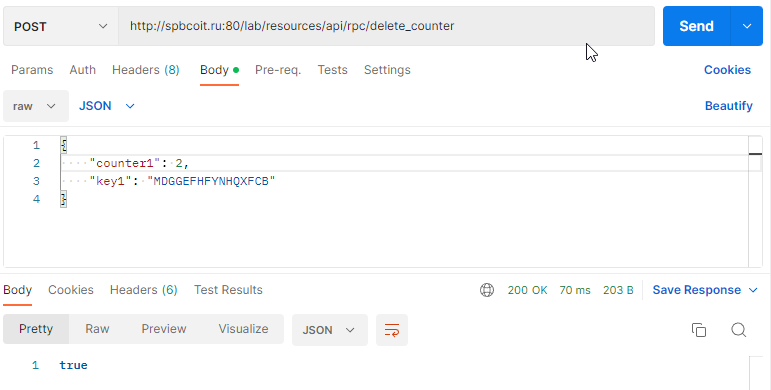 POST http://spbcoit.ru:80/lab/resources/api/rpc/delete_counter Send
Params Auth Headers (8) Body Pre-req. Tests Settings Cookies
raw JSON Beautify
1 {
2 "counter1": 2,
3 "key1": "MDGGEFHFYNHQXFCB"
4 }
Body Cookies Headers (6) Test Results 200 OK 70 ms 203 B Save Response
Pretty Raw Preview Visualize JSON
1 true